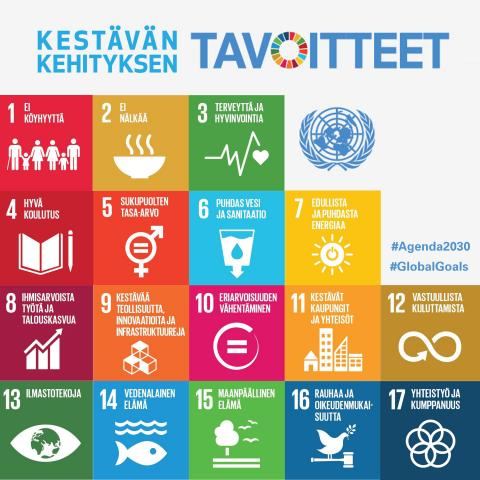 KESTÄVÄN
KEHITYKSEN
TAVOITTEET
1 EI
KÖYHYYTTÄ
2 EI
NÄLKÄÄ
3 TERVEYTTÄ JA
HYVINVOINTIA
4 HYVÄ
KOULUTUS
5 SUKUPUOLTEN
TASA-ARVO
6 PUHDAS VESI
JA SANITAATIO
7 EDULLISTA
JA PUHDASTA
ENERGIAA
#Agenda2030
#GlobalGoals
8 IHMISARVOISTA
TYÖTÄ JA
TALOUSKASVUA
9 KESTÄVÄÄ
TEOLLISUUTTA,
INNOVAATIOITA JA
INFRASTRUKTUUREJA
10 ERIARVOISUUDEN
VÄHENTÄMINEN
11 KESTÄVÄT
KAUPUNGIT
JA YHTEISÖT
12 VASTUULLISTA
KULUTTAMISTA
13 ILMASTOTEKOJA
14 VEDENALAINEN
ELÄMÄ
15 MAANPÄÄLLINEN
ELÄMÄ
16 RAUHAA JA
OIKEUDENMUKAI-
SUUTTA
17 YHTEISTYÖ JA
KUMPPANUUS